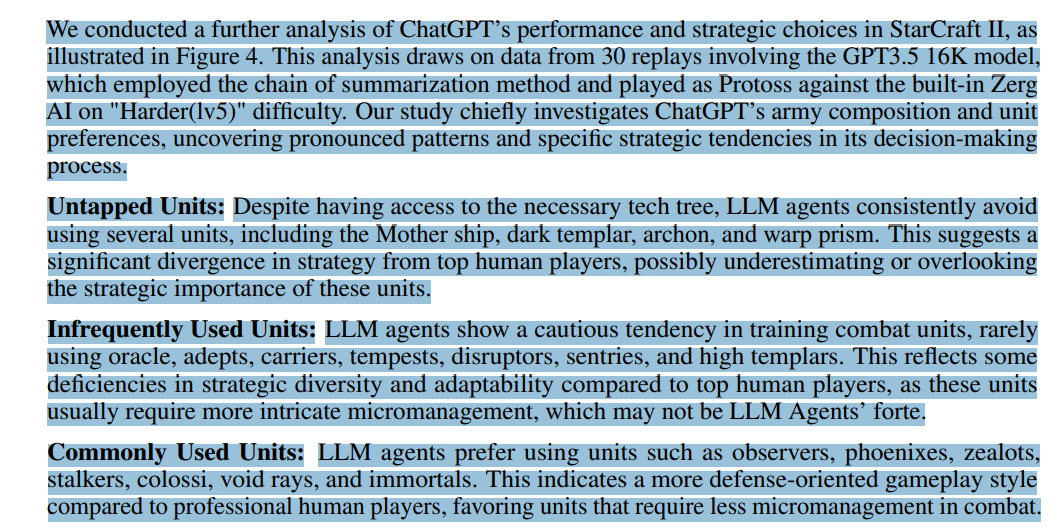 We conducted a further analysis of ChatGPT's performance and strategic choices in StarCraft II, as
illustrated in Figure 4. This analysis draws on data from 30 replays involving the GPT3.5 16K model,
which employed the chain of summarization method and played as Protoss against the built-in Zerg
AI on "Harder(lv5)" difficulty. Our study chiefly investigates ChatGPT's army composition and unit
preferences, uncovering pronounced patterns and specific strategic tendencies in its decision-making
process.
Untapped Units: Despite having access to the necessary tech tree, LLM agents consistently avoid
using several units, including the Mother ship, dark templar, archon, and warp prism. This suggests a
significant divergence in strategy from top human players, possibly underestimating or overlooking
the strategic importance of these units.
Infrequently Used Units: LLM agents show a cautious tendency in training combat units, rarely
using oracle, adepts, carriers, tempests, disruptors, sentries, and high templars. This reflects some
deficiencies in strategic diversity and adaptability compared to top human players, as these units
usually require more intricate micromanagement, which may not be LLM Agents' forte.
Commonly Used Units: LLM agents prefer using units such as observers, phoenixes, zealots,
stalkers, colossi, void rays, and immortals. This indicates a more defense-oriented gameplay style
compared to professional human players, favoring units that require less micromanagement in combat.